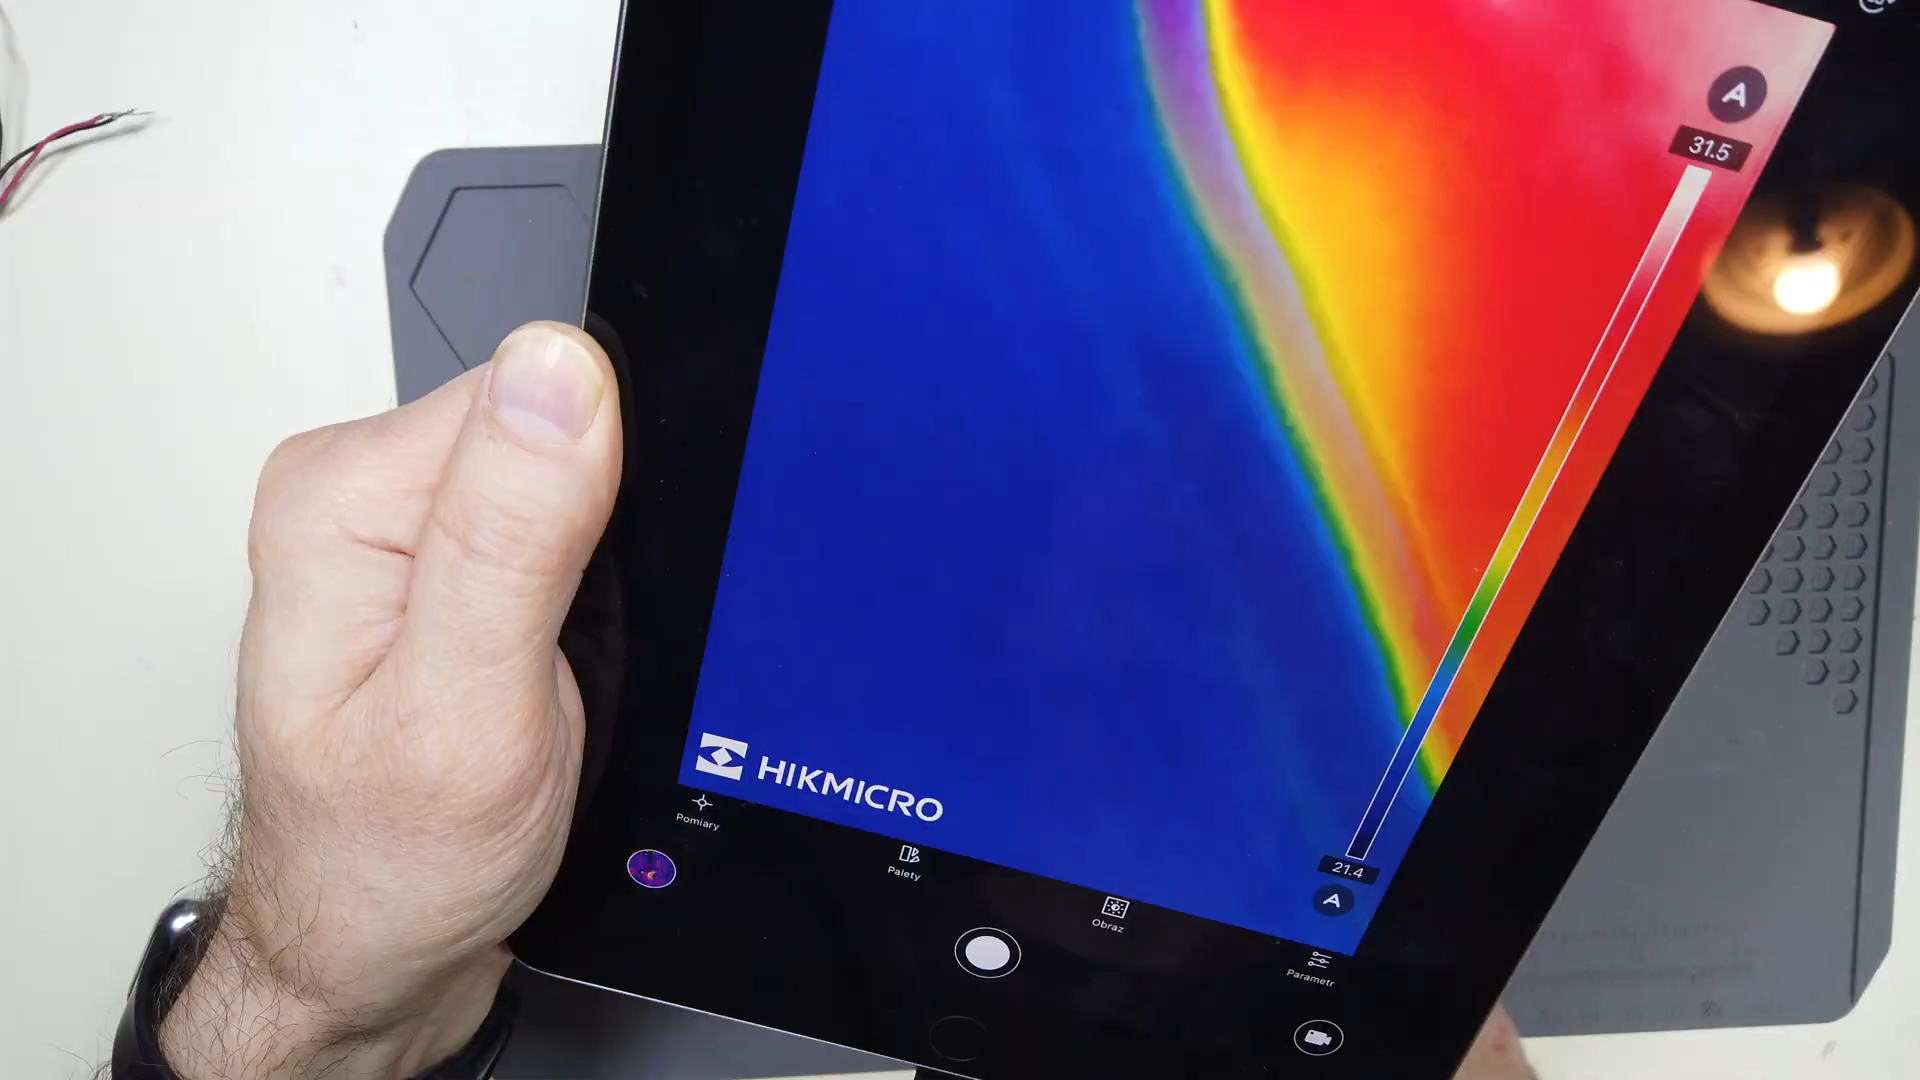 A
31.5
HIKMICRO
Pomiary
Palety
Obraz
Parametr
21.4
A